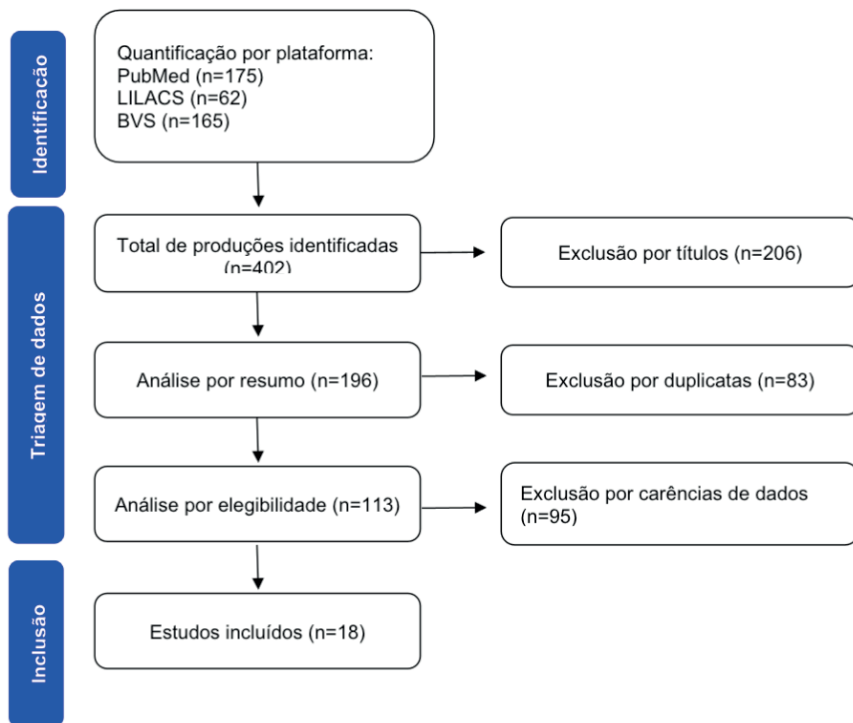 Identificação
Quantificação por plataforma:
PubMed (n=175)
LILACS (n=62)
BVS (n=165)
Triagem de dados
Total de produções identificadas
(n=402)
Exclusão por títulos (n=206)
Análise por resumo (n=196)
Exclusão por duplicatas (n=83)
Análise por elegibilidade (n=113)
Exclusão por carências de dados
(n=95)
Inclusão
Estudos incluídos (n=18)